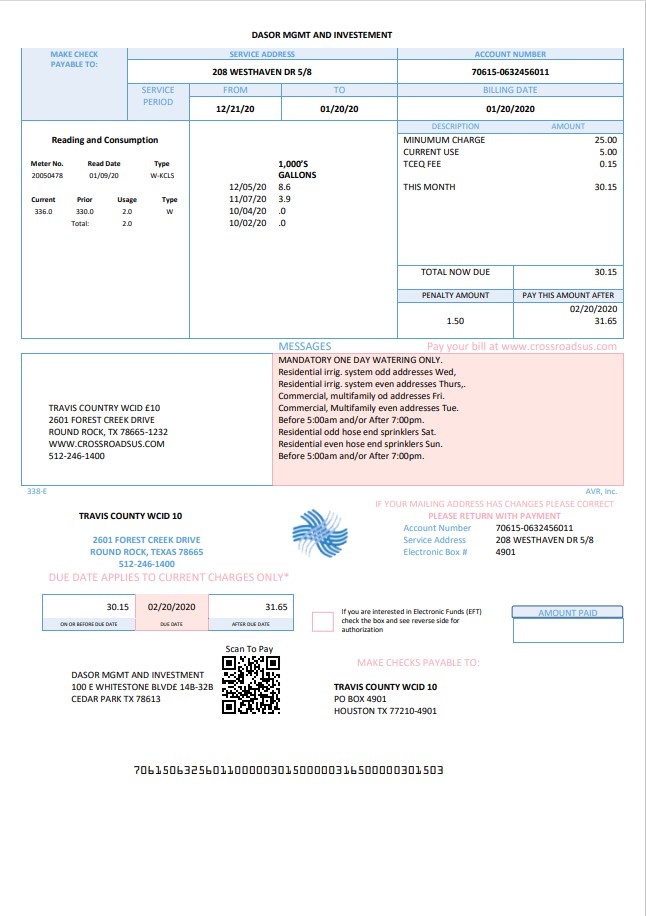 DASOR MGMT AND INVESTEMENT
MAKE CHECK PAYABLE TO:
SERVICE ADDRESS
ACCOUNT NUMBER
208 WESTHAVEN DR 5/8
70615-0632456011
SERVICE PERIOD
FROM
TO
BILLING DATE
12/21/20
01/20/20
01/20/2020
Reading and Consumption
Meter No. Read Date Type
20050478 01/09/20 W-KCLS
Current Prior Usage Type
336.0 330.0 2.0 W
Total: 2.0
1,000'S
GALLONS
12/05/20 8.6
11/07/20 3.9
10/04/20 .0
10/02/20 .0
DESCRIPTION AMOUNT
MINUMUM CHARGE 25.00
CURRENT USE 5.00
TCEQ FEE 0.15
THIS MONTH 30.15
TOTAL NOW DUE 30.15
PENALTY AMOUNT PAY THIS AMOUNT AFTER
02/20/2020
1.50 31.65
MESSAGES
Pay your bill at www.crossroadsus.com
TRAVIS COUNTRY WCID £10
2601 FOREST CREEK DRIVE
ROUND ROCK, TX 78665-1232
WWW.CROSSROADSUS.COM
512-246-1400
MANDATORY ONE DAY WATERING ONLY.
Residential irrig. system odd addresses Wed,
Residential irrig. system even addresses Thurs,.
Commercial, multifamily od addresses Fri.
Commercial, Multifamily even addresses Tue.
Before 5:00am and/or After 7:00pm.
Residential odd hose end sprinklers Sat.
Residential even hose end sprinklers Sun.
Before 5:00am and/or After 7:00pm.
338-E
AVR, Inc.
TRAVIS COUNTY WCID 10
2601 FOREST CREEK DRIVE
ROUND ROCK, TEXAS 78665
512-246-1400
DUE DATE APPLIES TO CURRENT CHARGES ONLY*
IF YOUR MAILING ADDRESS HAS CHANGES PLEASE CORRECT
PLEASE RETURN WITH PAYMENT
Account Number 70615-0632456011
Service Address 208 WESTHAVEN DR 5/8
Electronic Box # 4901
30.15 02/20/2020 31.65
ON OR BEFORE DUE DATE DUE DATE AFTER DUE DATE
If you are interested in Electronic Funds (EFT)
check the box and see reverse side for
authorization
AMOUNT PAID
Scan To Pay
DASOR MGMT AND INVESTMENT
100 E WHITESTONE BLVD£ 14B-32B
CEDAR PARK TX 78613
MAKE CHECKS PAYABLE TO:
TRAVIS COUNTY WCID 10
PO BOX 4901
HOUSTON TX 77210-4901
70615063256011000003015000003165000000301503